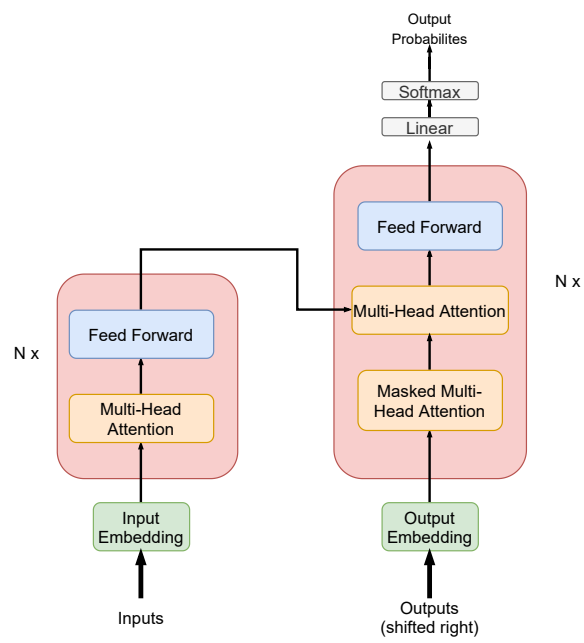 Output
Probabilites
Softmax
Linear
Feed Forward
Multi-Head Attention
Masked Multi-
Head Attention
N x
Output
Embedding
Outputs
(shifted right)
N x
Feed Forward
Multi-Head
Attention
Input
Embedding
Inputs